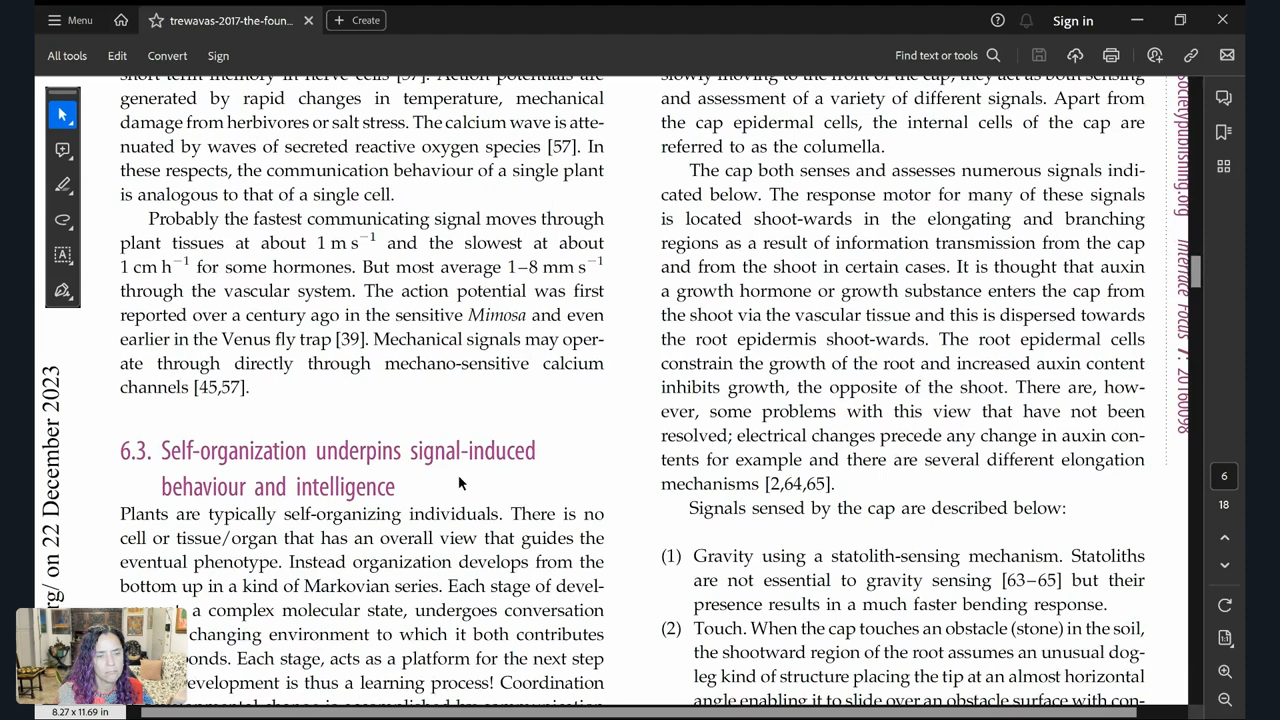 Menu
trewavas-2017-the-foun...
Create
Sign in
All tools
Edit
Convert
Sign
Find text or tools
short term memory in nerve cells [57]. Action potentials are
generated by rapid changes in temperature, mechanical
damage from herbivores or salt stress. The calcium wave is atte-
nuated by waves of secreted reactive oxygen species [57]. In
these respects, the communication behaviour of a single plant
is analogous to that of a single cell.
Probably the fastest communicating signal moves through
plant tissues at about 1 m s−1 and the slowest at about
1 cm h−1 for some hormones. But most average 1–8 mm s−1
through the vascular system. The action potential was first
reported over a century ago in the sensitive Mimosa and even
earlier in the Venus fly trap [39]. Mechanical signals may oper-
ate through directly through mechano-sensitive calcium
channels [45,57].
6.3. Self-organization underpins signal-induced
behaviour and intelligence
Plants are typically self-organizing individuals. There is no
cell or tissue/organ that has an overall view that guides the
eventual phenotype. Instead organization develops from the
bottom up in a kind of Markovian series. Each stage of devel-
a complex molecular state, undergoes conversation
changing environment to which it both contributes
onds. Each stage, acts as a platform for the next step
evelopment is thus a learning process! Coordination
slowly moving to the front of the cap, they act as both sensing
and assessment of a variety of different signals. Apart from
the cap epidermal cells, the internal cells of the cap are
referred to as the columella.
The cap both senses and assesses numerous signals indi-
cated below. The response motor for many of these signals
is located shoot-wards in the elongating and branching
regions as a result of information transmission from the cap
and from the shoot in certain cases. It is thought that auxin
a growth hormone or growth substance enters the cap from
the shoot via the vascular tissue and this is dispersed towards
the root epidermis shoot-wards. The root epidermal cells
constrain the growth of the root and increased auxin content
inhibits growth, the opposite of the shoot. There are, how-
ever, some problems with this view that have not been
resolved; electrical changes precede any change in auxin con-
tents for example and there are several different elongation
mechanisms [2,64,65].
Signals sensed by the cap are described below:
(1) Gravity using a statolith-sensing mechanism. Statoliths
are not essential to gravity sensing [63–65] but their
presence results in a much faster bending response.
(2) Touch. When the cap touches an obstacle (stone) in the soil,
the shootward region of the root assumes an unusual dog-
leg kind of structure placing the tip at an almost horizontal
angle enabling it to slide over an obstacle surface with con-
rg/ on 22 December 2023
societypublishing.org
Interface Focus 7: 20160098
6
18
8.27 x 11.69 in